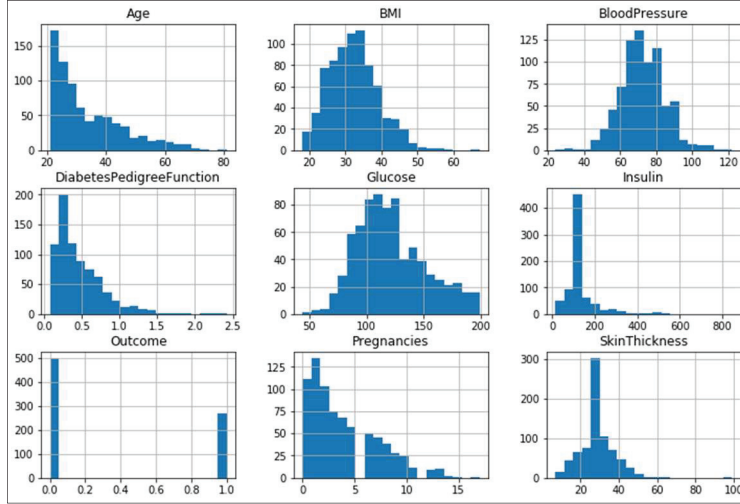 Age BMI BloodPressure
150 100 50 0
20 40 60 80
100 80 60 40 20 0
20 30 40 50 60
125 100 75 50 25 0
20 40 60 80 100 120
DiabetesPedigreeFunction Glucose Insulin
200 150 100 50 0
0.0 0.5 1.0 1.5 2.0 2.5
80 60 40 20 0
50 100 150 200
400 300 200 100 0
0 200 400 600 800
Outcome Pregnancies SkinThickness
500 400 300 200 100 0
0.0 0.2 0.4 0.6 0.8 1.0
125 100 75 50 25 0
0 5 10 15
300 200 100 0
20 40 60 80 100